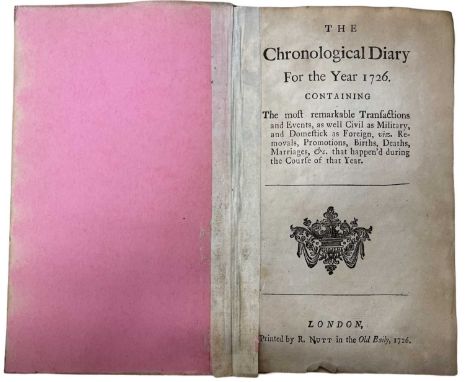 THE
Chronological Diary
For the Year 1726.
CONTAINING
The most remarkable Transactions
and Events, as well Civil as Military,
and Domestick as Foreign, viz. Re-
movals, Promotions, Births, Deaths,
Marriages, &c. that happen'd during
the Course of that Year.
LONDON,
Printed by R. NUTT in the Old Baily, 1726.